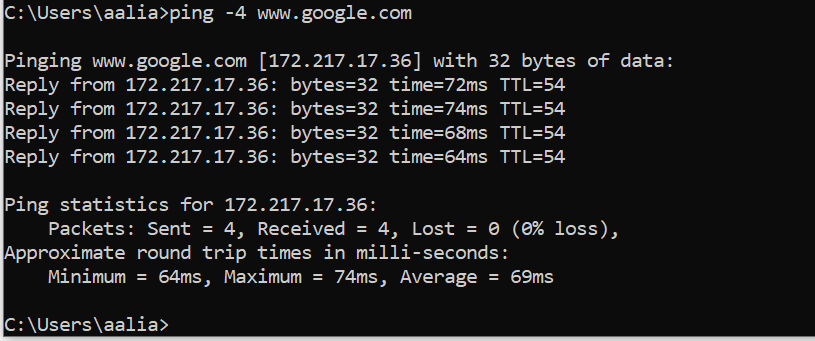 C:\Users\aalia>ping -4 www.google.com
Pinging www.google.com [172.217.17.36] with 32 bytes of data:
Reply from 172.217.17.36: bytes=32 time=72ms TTL=54
Reply from 172.217.17.36: bytes=32 time=74ms TTL=54
Reply from 172.217.17.36: bytes=32 time=68ms TTL=54
Reply from 172.217.17.36: bytes=32 time=64ms TTL=54
Ping statistics for 172.217.17.36:
    Packets: Sent = 4, Received = 4, Lost = 0 (0% loss),
Approximate round trip times in milli-seconds:
    Minimum = 64ms, Maximum = 74ms, Average = 69ms
C:\Users\aalia>